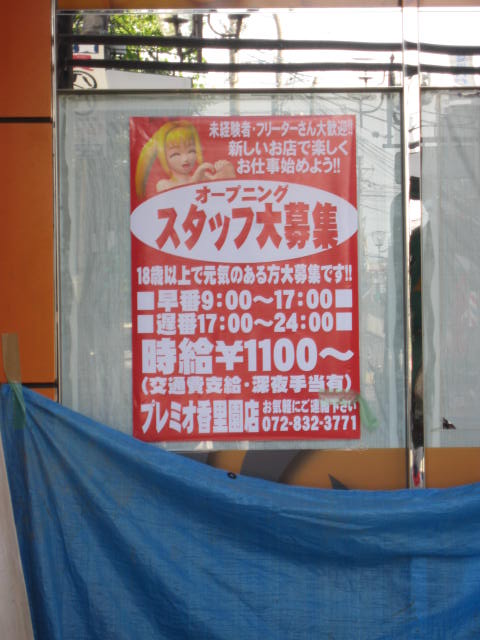 未経験者・フリーターさん大歓迎!!
新しいお店で楽しく
お仕事始めよう!!
オープニング
スタッフ大募集
18歳以上で元気のある方大募集です!!
■早番9:00〜17:00■
■遅番17:00〜24:00■
時給¥1100〜
(交通費支給・深夜手当有)
プレミオ香里園店 お気軽にご連絡下さい
072-832-3771